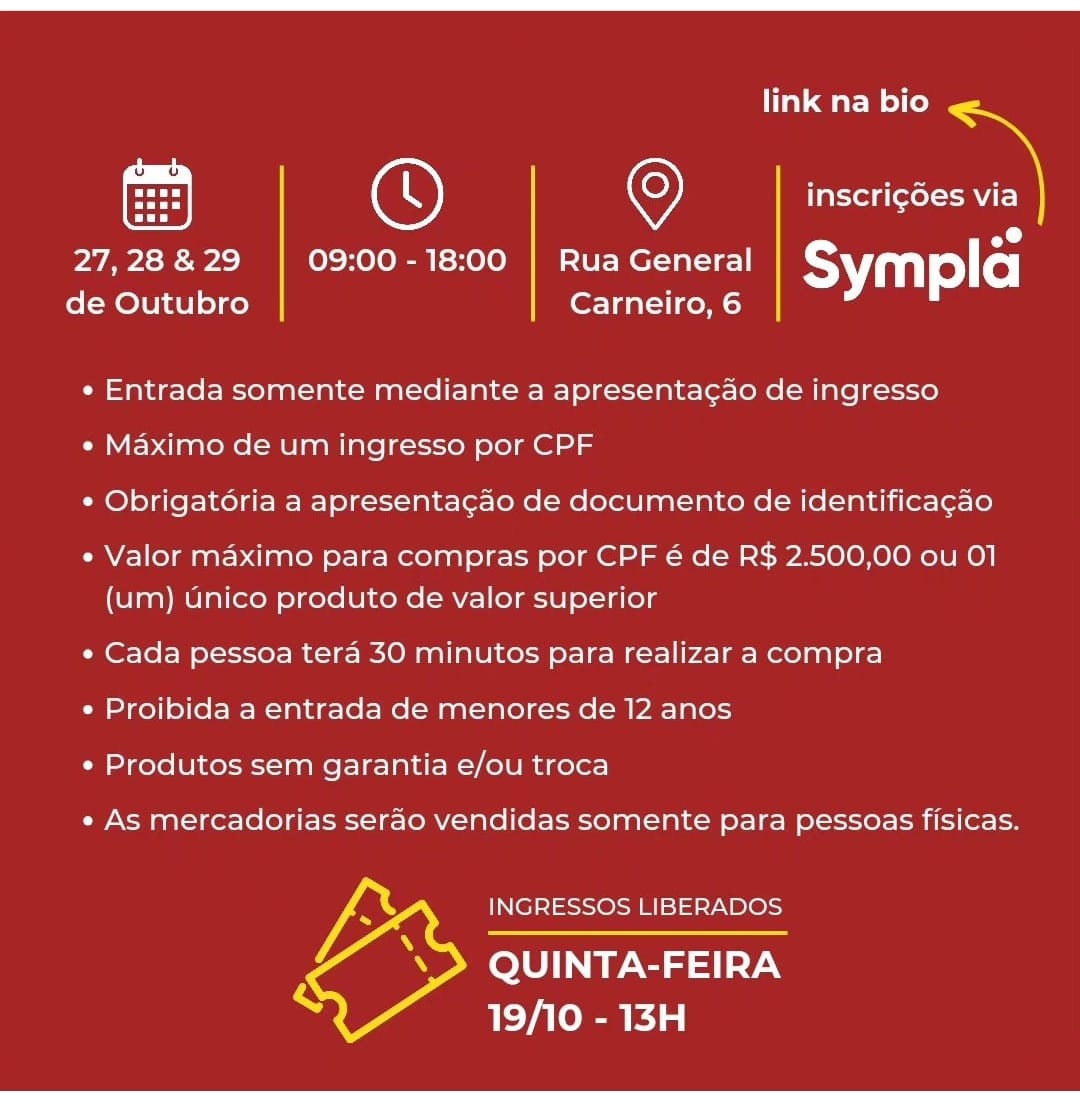 link na bio
27, 28 & 29
de Outubro
09:00 - 18:00
Rua General
Carneiro, 6
inscrições via
Sympla
• Entrada somente mediante a apresentação de ingresso
• Máximo de um ingresso por CPF
• Obrigatória a apresentação de documento de identificação
• Valor máximo para compras por CPF é de R$ 2.500,00 ou 01
(um) único produto de valor superior
• Cada pessoa terá 30 minutos para realizar a compra
• Proibida a entrada de menores de 12 anos
• Produtos sem garantia e/ou troca
• As mercadorias serão vendidas somente para pessoas físicas.
INGRESSOS LIBERADOS
QUINTA-FEIRA
19/10 - 13H